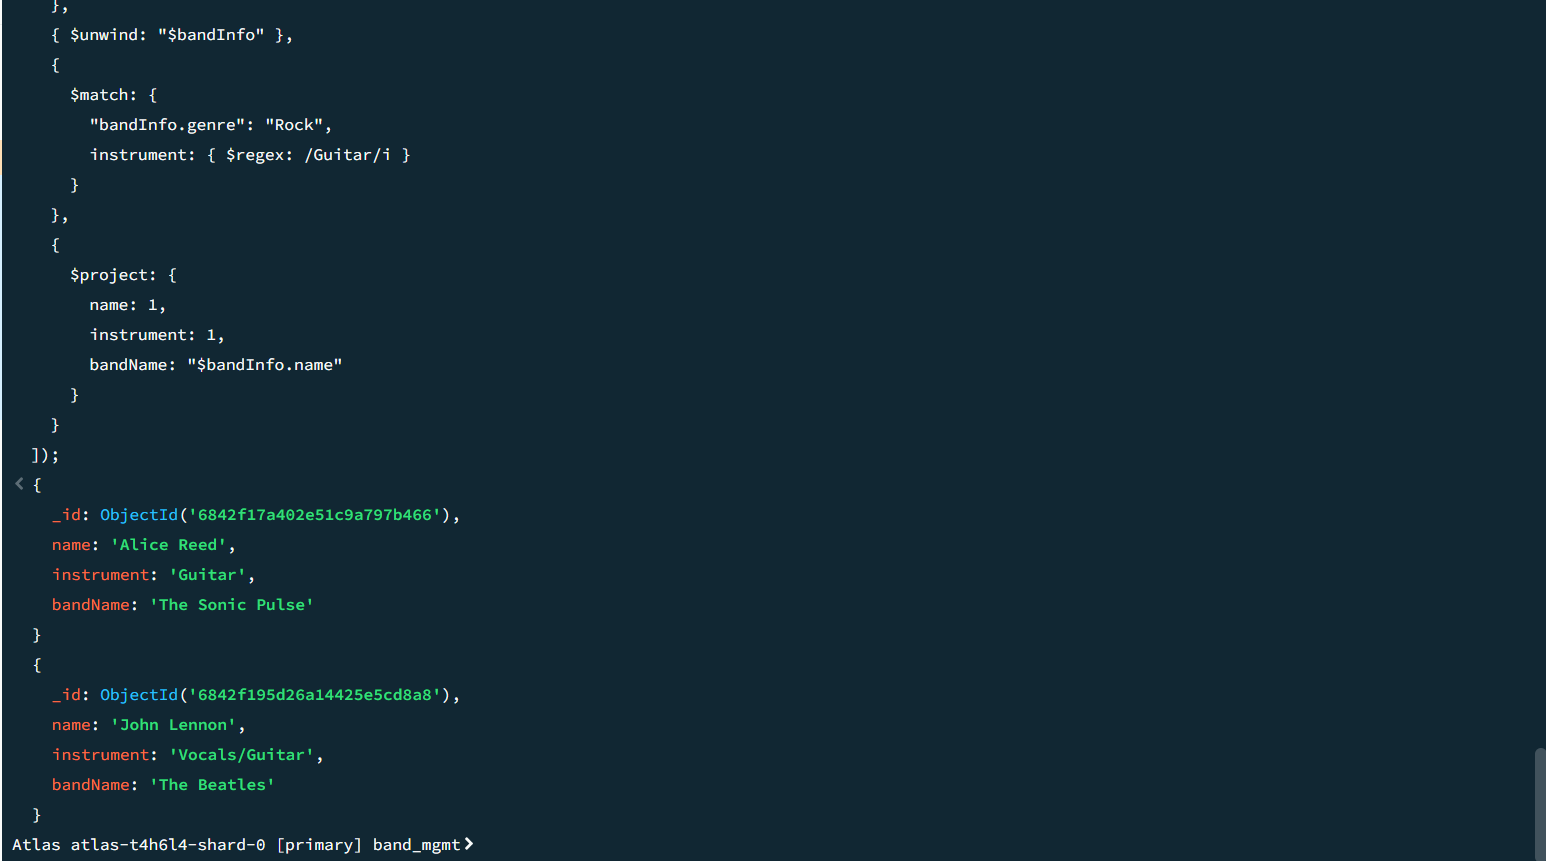 },
{ $unwind: "$bandInfo" },
{
$match: {
"bandInfo.genre": "Rock",
instrument: { $regex: /Guitar/i }
}
},
{
$project: {
name: 1,
instrument: 1,
bandName: "$bandInfo.name"
}
}
]);
{
_id: ObjectId('6842f17a402e51c9a797b466'),
name: 'Alice Reed',
instrument: 'Guitar',
bandName: 'The Sonic Pulse'
}
{
_id: ObjectId('6842f195d26a14425e5cd8a8'),
name: 'John Lennon',
instrument: 'Vocals/Guitar',
bandName: 'The Beatles'
}
Atlas atlas-t4h6l4-shard-0 [primary] band_mgmt>